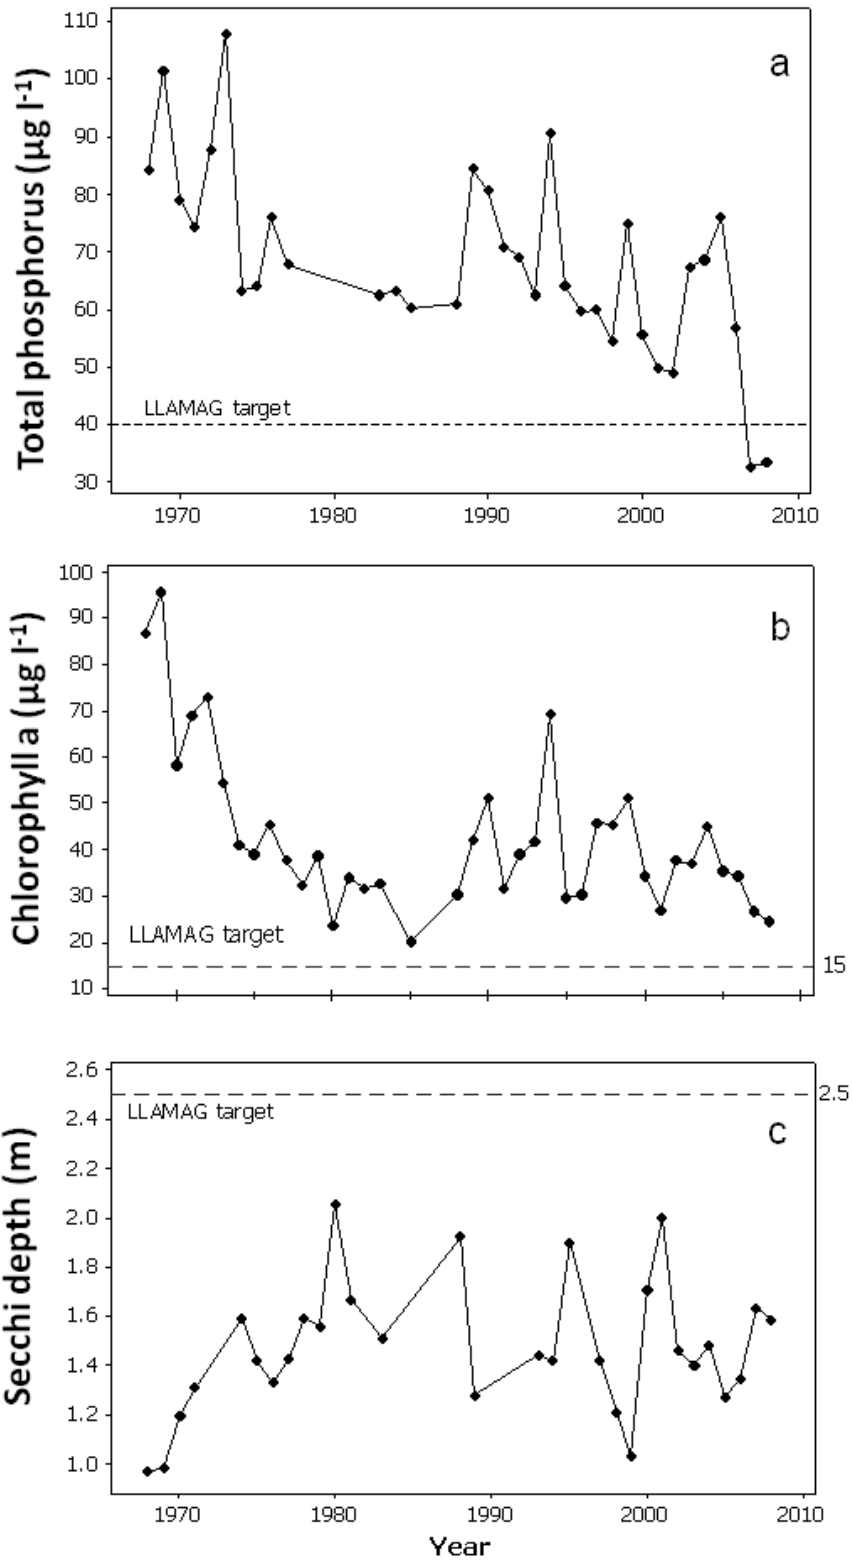 Total phosphorus (µg l-1)
110
100
90
80
70
60
50
40
30
a
LLAMAG target
1970 1980 1990 2000 2010
Chlorophyll a (µg l-1)
100
90
80
70
60
50
40
30
20
10
b
LLAMAG target
15
Secchi depth (m)
2.6
2.4
2.2
2.0
1.8
1.6
1.4
1.2
1.0
2.5
LLAMAG target
c
1970 1980 1990 2000 2010
Year